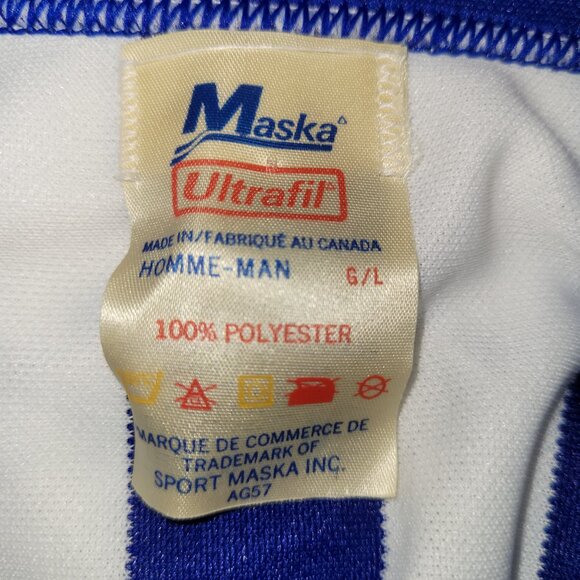 Maska
Ultrafil
MADE IN/FABRIQUÉ AU CANADA
HOMME-MAN G/L
100% POLYESTER
MARQUE DE COMMERCE DE
TRADEMARK OF
SPORT MASKA INC.
AG57